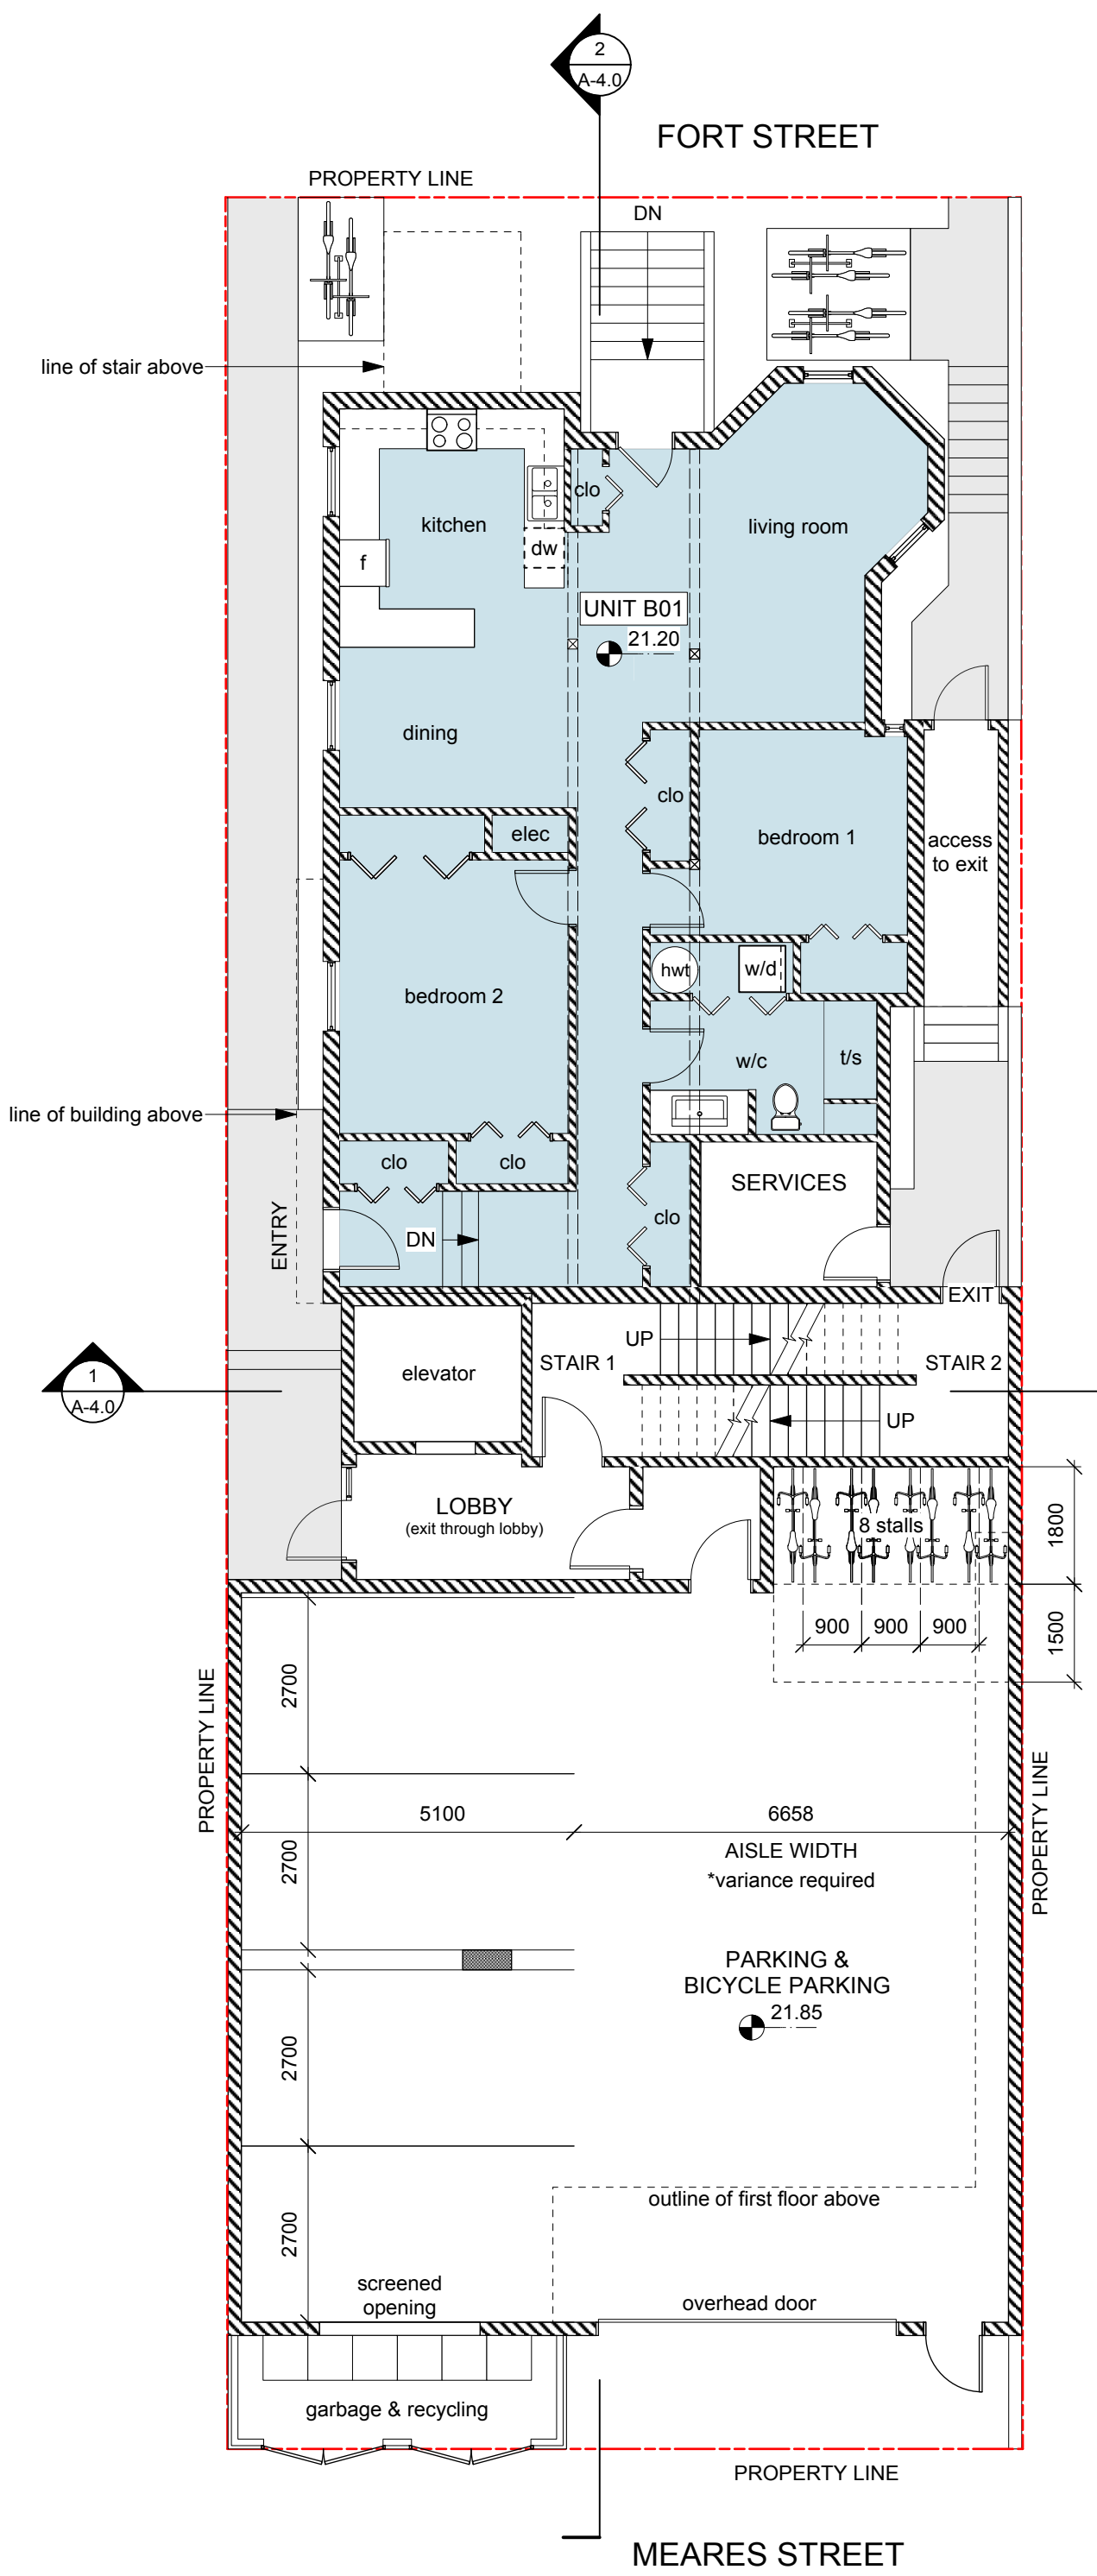 2
A-4.0
FORT STREET
PROPERTY LINE
DN
line of stair above
clo
kitchen
living room
f
dw
UNIT B01
21.20
dining
clo
elec
bedroom 1
access
to exit
hwt
w/d
bedroom 2
w/c
t/s
line of building above
clo
clo
SERVICES
clo
ENTRY
DN
EXIT
UP
STAIR 1
STAIR 2
elevator
1
A-4.0
UP
LOBBY
(exit through lobby)
8 stalls
1800
900
900
900
1500
2700
PROPERTY LINE
PROPERTY LINE
5100
6658
2700
AISLE WIDTH
*variance required
PARKING &
BICYCLE PARKING
21.85
2700
outline of first floor above
2700
screened
opening
overhead door
garbage & recycling
PROPERTY LINE
MEARES STREET